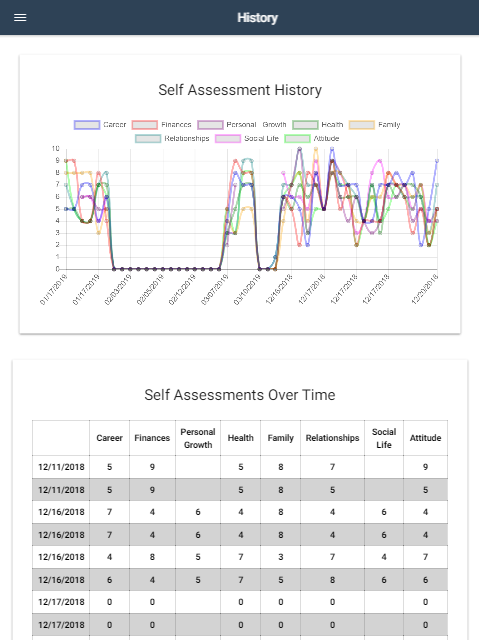 History
Self Assessment History
Career Finances Personal Growth Health Family
Relationships Social Life Attitude
10
9
8
7
6
5
4
3
2
1
0
01/17/2019 01/17/2019 02/03/2019 02/05/2019 02/12/2019 03/07/2019 03/10/2019 12/16/2018 12/17/2018 12/17/2018 12/17/2018 12/20/2018
Self Assessments Over Time
Career Finances Personal Growth Health Family Relationships Social Life Attitude
12/11/2018 5 9 5 8 7 9
12/11/2018 5 9 5 8 5 5
12/16/2018 7 4 6 4 8 4 6 4
12/16/2018 7 4 6 4 8 4 6 4
12/16/2018 4 8 5 7 3 7 4 7
12/16/2018 6 4 5 7 5 8 6 6
12/17/2018 0 0 0 0 0 0
12/17/2018 0 0 0 0 0 0